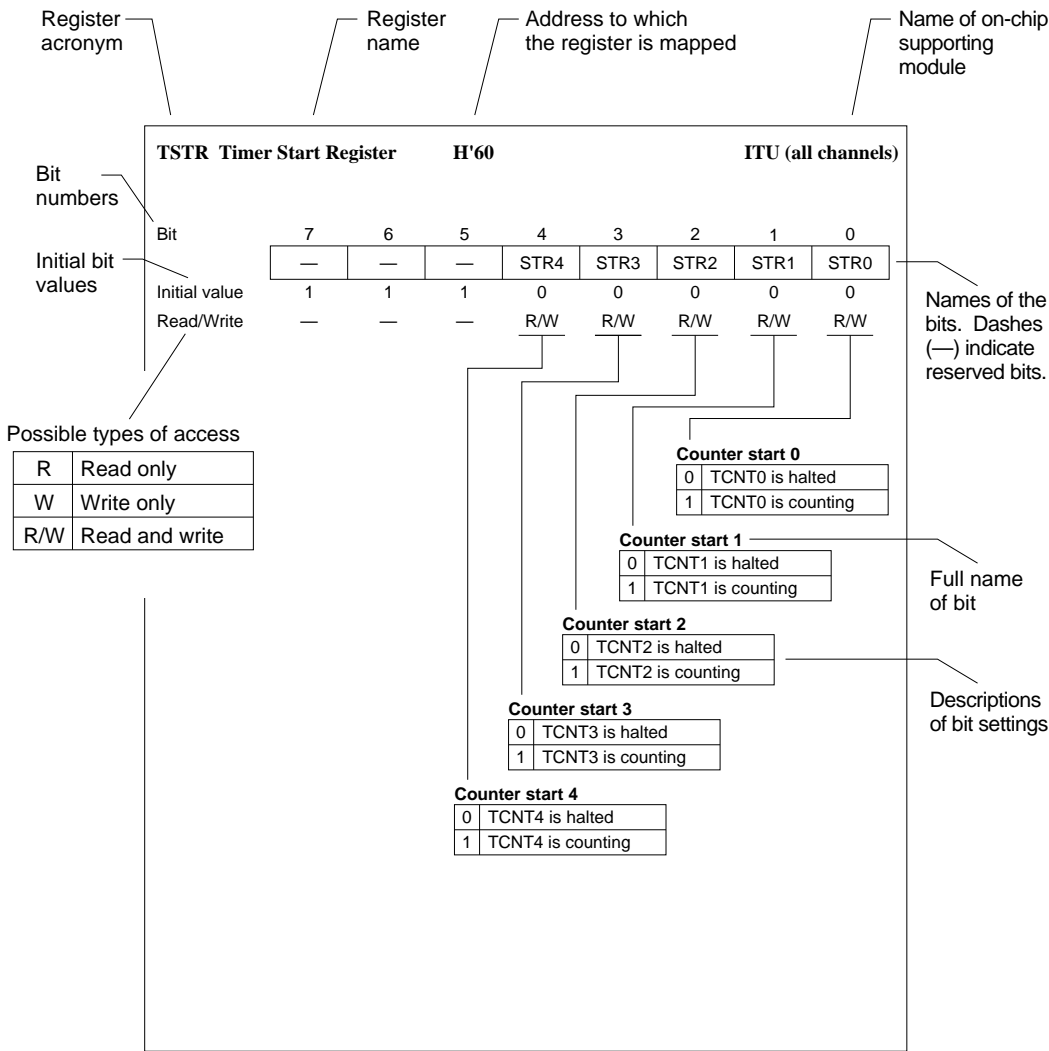 Register
acronym
Register
name
Address to which
the register is mapped
Name of on-chip
supporting
module
TSTR Timer Start Register H'60 ITU (all channels)
Bit
numbers
Bit 7 6 5 4 3 2 1 0
— — — STR4 STR3 STR2 STR1 STR0
Initial bit
values
Initial value 1 1 1 0 0 0 0 0
Read/Write — — — R/W R/W R/W R/W R/W
Names of the
bits. Dashes
(—) indicate
reserved bits.
Possible types of access
R Read only
W Write only
R/W Read and write
Counter start 0
0 TCNT0 is halted
1 TCNT0 is counting
Counter start 1
0 TCNT1 is halted
1 TCNT1 is counting
Full name
of bit
Counter start 2
0 TCNT2 is halted
1 TCNT2 is counting
Descriptions
of bit settings
Counter start 3
0 TCNT3 is halted
1 TCNT3 is counting
Counter start 4
0 TCNT4 is halted
1 TCNT4 is counting